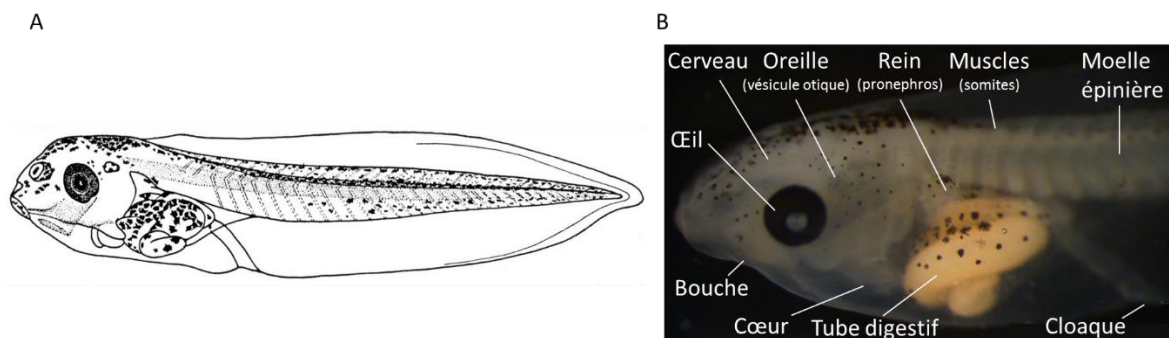 A
B
Cerveau Oreille Rein Muscles Moelle
(vésicule otique) (pronephros) (somites) épinière
Œil
Bouche
Cœur Tube digestif Cloaque